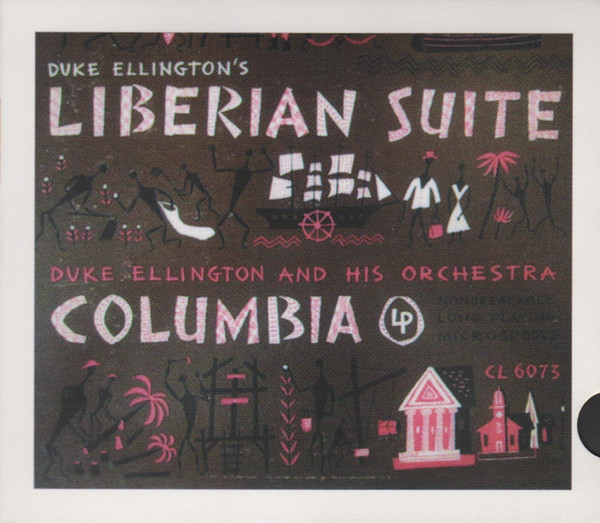 DUKE ELLINGTON'S
LIBERIAN SUITE
DUKE ELLINGTON AND HIS ORCHESTRA
COLUMBIA LP
NONBREAKABLE
LONG PLAYING
MICROGROOVE
CL 6073